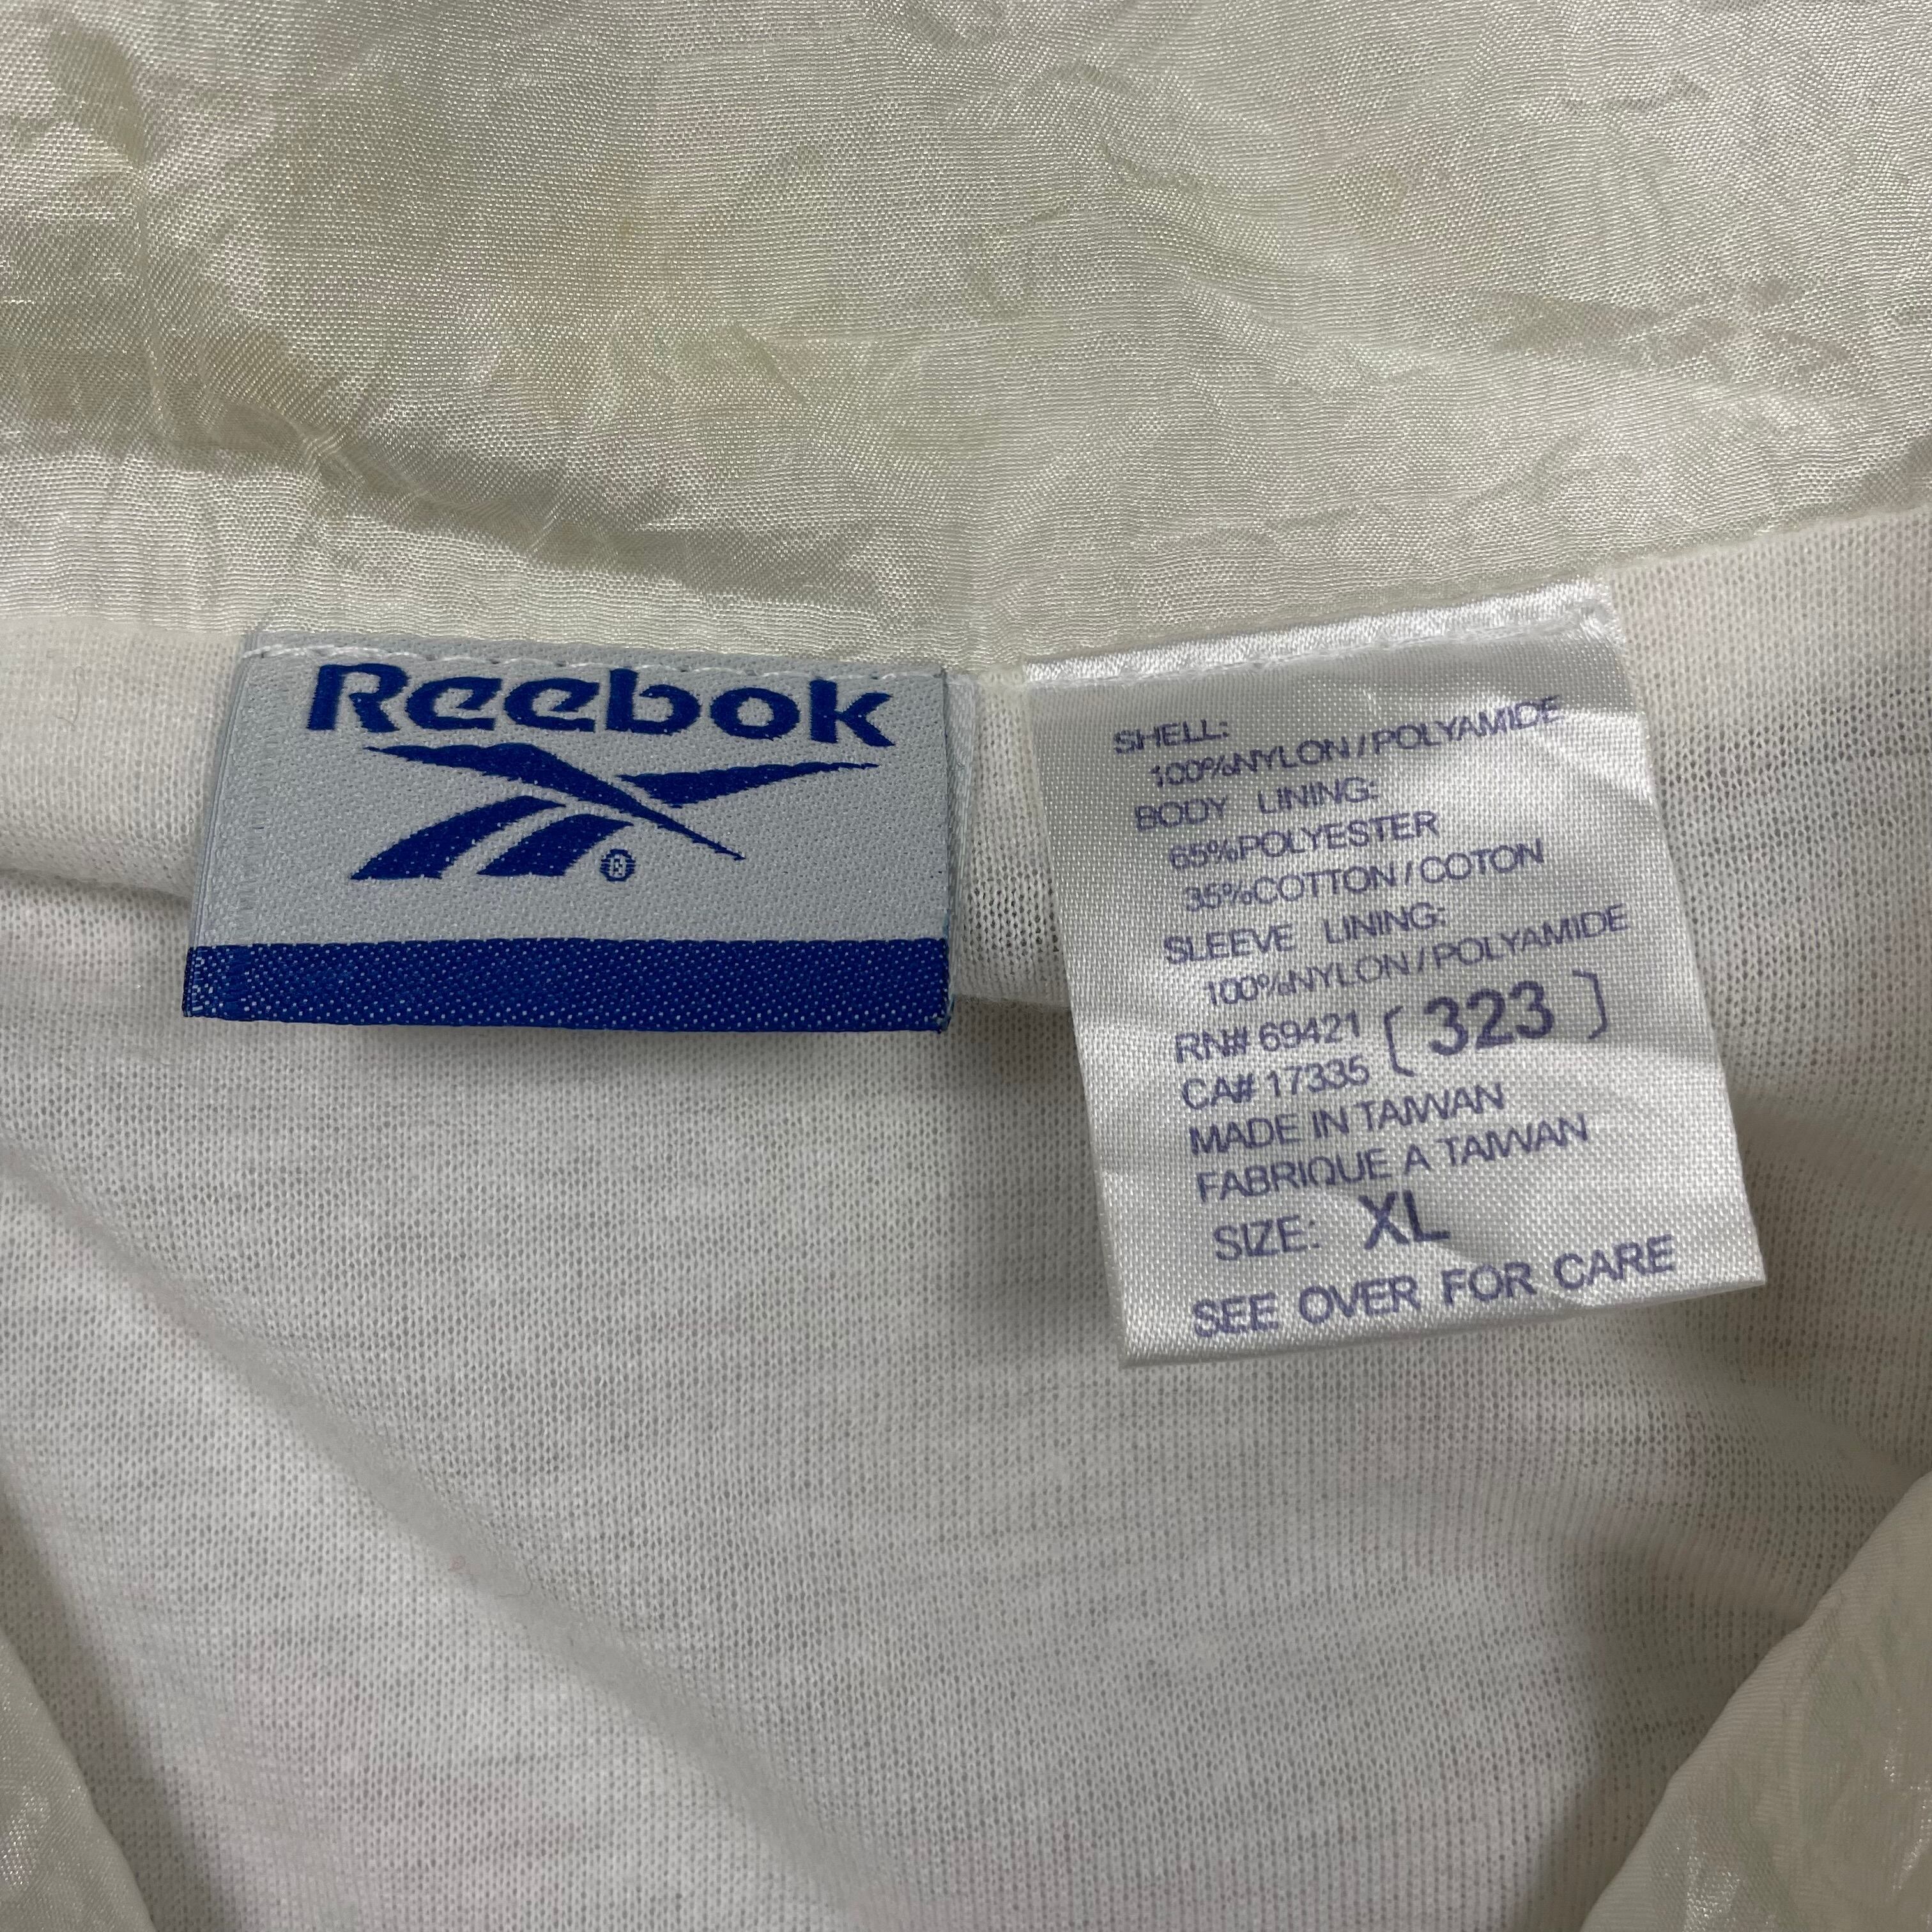 Reebok
®
SHELL:
100%NYLON/POLYAMIDE
BODY LINING:
65%POLYESTER
35%COTTON/COTON
SLEEVE LINING:
100%NYLON/POLYAMIDE
RN# 69421 [323]
CA# 17335
MADE IN TAIWAN
FABRIQUE A TAIWAN
SIZE: XL
SEE OVER FOR CARE